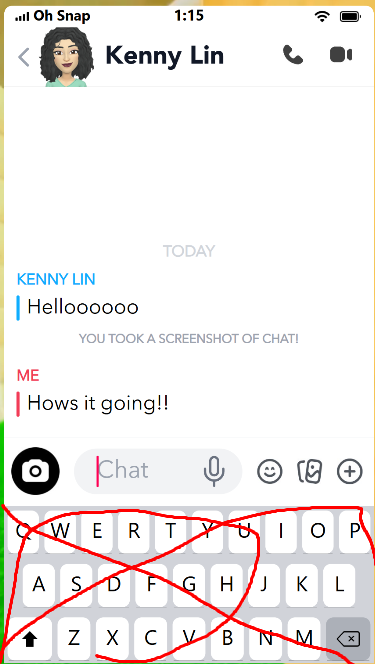 Oh Snap 1:15
Kenny Lin
TODAY
KENNY LIN
Felloooooo
YOU TOOK A SCREENSHOT OF CHAT!
ME
Hows it going!!
Chat
Q W E R T Y U I O P
A S D F G H J K L
Z X C V B N M